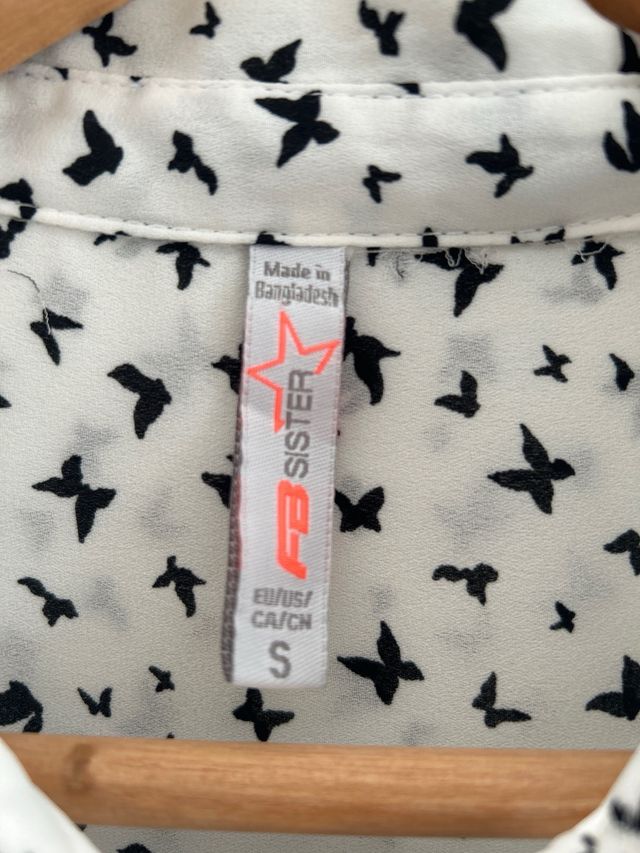 Made in
Bangladesh
FB SISTER
EU/US/
CA/CN
S